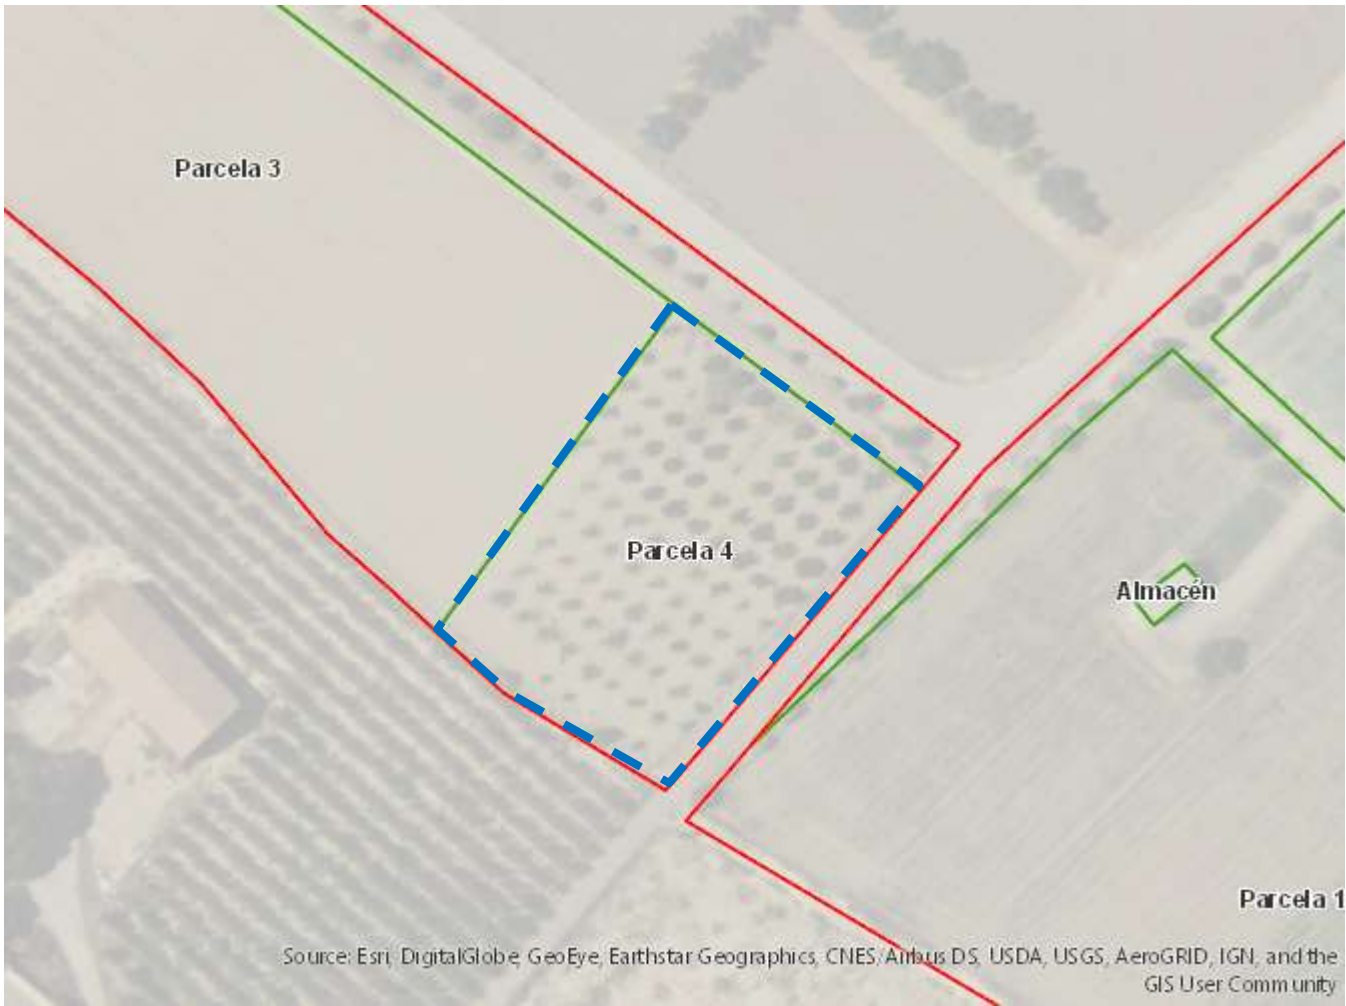 Parcela 3
Parcela 4
Almacén
Parcela 1
Source: Esri, DigitalGlobe, GeoEye, Earthstar Geographics, CNES/Airbus DS, USDA, USGS, AeroGRID, IGN, and the
GIS User Community